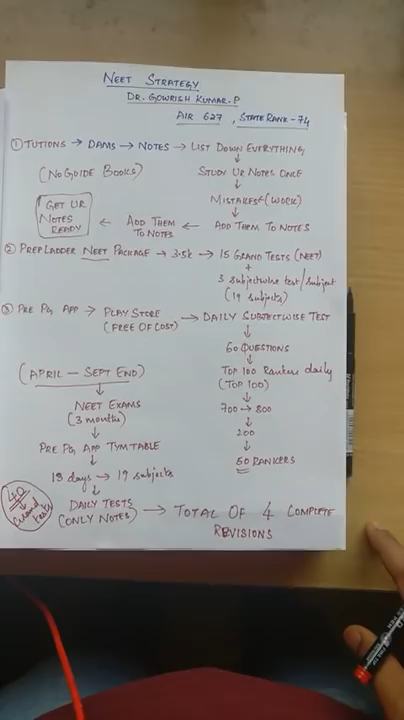 NEET STRATEGY
DR. GOWRISH KUMAR.P
AIR 627, STATE RANK-74
① TUTIONS → DAMS → NOTES → LIST DOWN EVERYTHING
↓
(NO GUIDE BOOKS)
STUDY UR NOTES ONCE
↓
MISTAKES (WORK)
↓
ADD THEM TO NOTES
← ADD THEM TO NOTES
← GET UR NOTES READY
② PREPLADDER NEET PACKAGE → 3.5K → 15 GRAND TESTS (NEET)
+
3 subjectwise test/subject
(19 subjects)
③ PRE PG APP → PLAY STORE → DAILY SUBJECTWISE TEST
(FREE OF COST)
↓
60 QUESTIONS
↓
TOP 100 Rankers daily
(TOP 100)
↓
700 → 800
↓
200
↓
50 RANKERS
(APRIL – SEPT END)
↓
NEET EXAMS
(3 months)
↓
PRE PG APP TYMTABLE
↓
18 days → 19 subjects
↓
DAILY TESTS → TOTAL OF 4 COMPLETE
(ONLY NOTES)
REVISIONS
40
↓
Grand tests